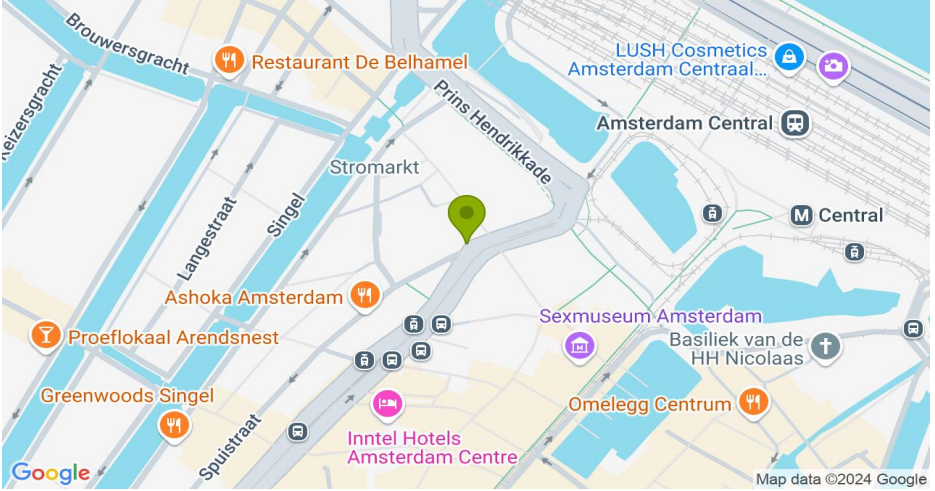 Brouwersgracht
Restaurant De Belhamel
LUSH Cosmetics
Amsterdam Centraal...
Keizersgracht
Prins Hendrikkade
Amsterdam Central
Stromarkt
Langestraat
Singel
M Central
Ashoka Amsterdam
Sexmuseum Amsterdam
Proeflokaal Arendsnest
Basiliek van de
HH Nicolaas
Greenwoods Singel
Omelegg Centrum
Spuistraat
Inntel Hotels
Amsterdam Centre
Google
Map data ©2024 Google